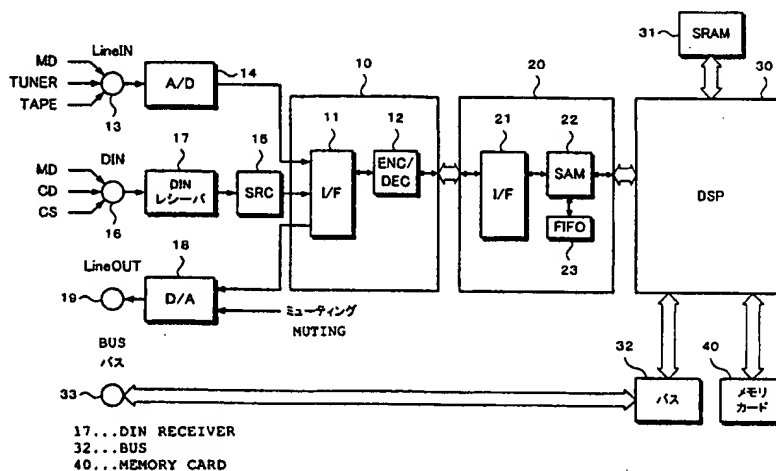 31
SRAM
30
LineIN
MD
TUNER
TAPE
13
A/D
14
10
20
11
12
21
22
DIN
MD
CD
CS
16
17
DIN
レシーバ
15
SRC
I/F
ENC/
DEC
I/F
SAM
FIFO
23
DSP
LineOUT
18
19
D/A
ミューティング
MUTING
BUS
バス
33
32
バス
40
メモリ
カード
17...DIN RECEIVER
32...BUS
40...MEMORY CARD